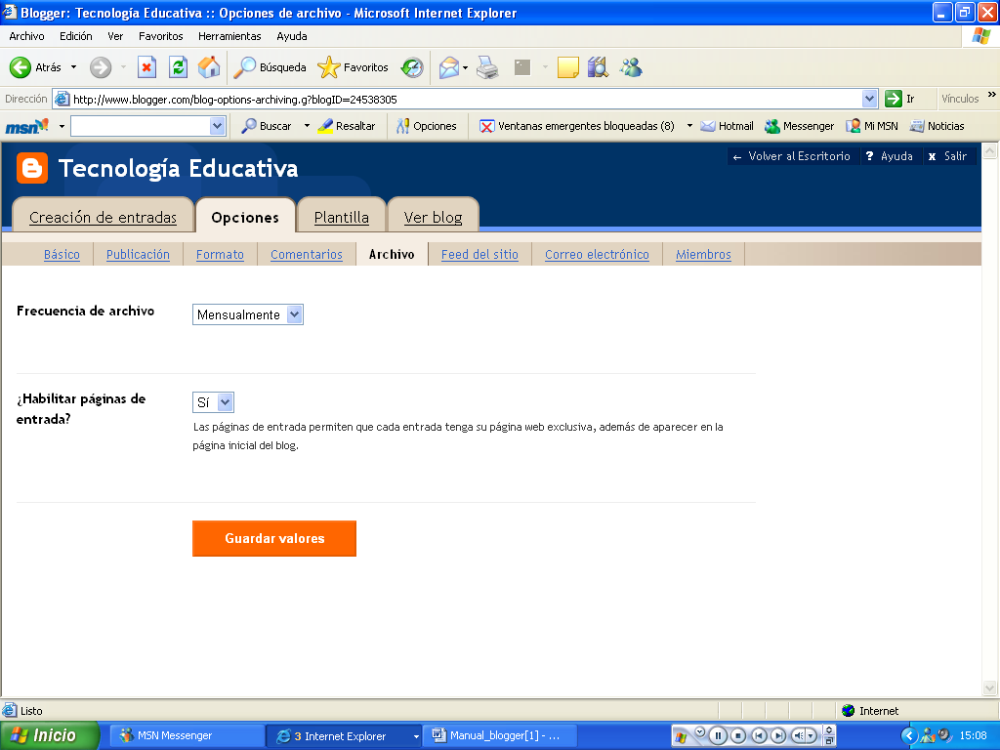 Blogger: Tecnología Educativa :: Opciones de archivo - Microsoft Internet Explorer
Archivo Edición Ver Favoritos Herramientas Ayuda
Atrás Búsqueda Favoritos
Dirección http://www.blogger.com/blog-options-archiving.g?blogID=24538305 Ir Vínculos »
msn Buscar Resaltar Opciones Ventanas emergentes bloqueadas (8) Hotmail Messenger Mi MSN Noticias
← Volver al Escritorio ? Ayuda x Salir
Tecnología Educativa
Creación de entradas Opciones Plantilla Ver blog
Básico Publicación Formato Comentarios Archivo Feed del sitio Correo electrónico Miembros
Frecuencia de archivo Mensualmente
¿Habilitar páginas de entrada? Sí
Las páginas de entrada permiten que cada entrada tenga su página web exclusiva, además de aparecer en la
página inicial del blog.
Guardar valores
Listo Internet
Inicio MSN Messenger 3 Internet Explorer Manual_blogger[1] - ... 15:08